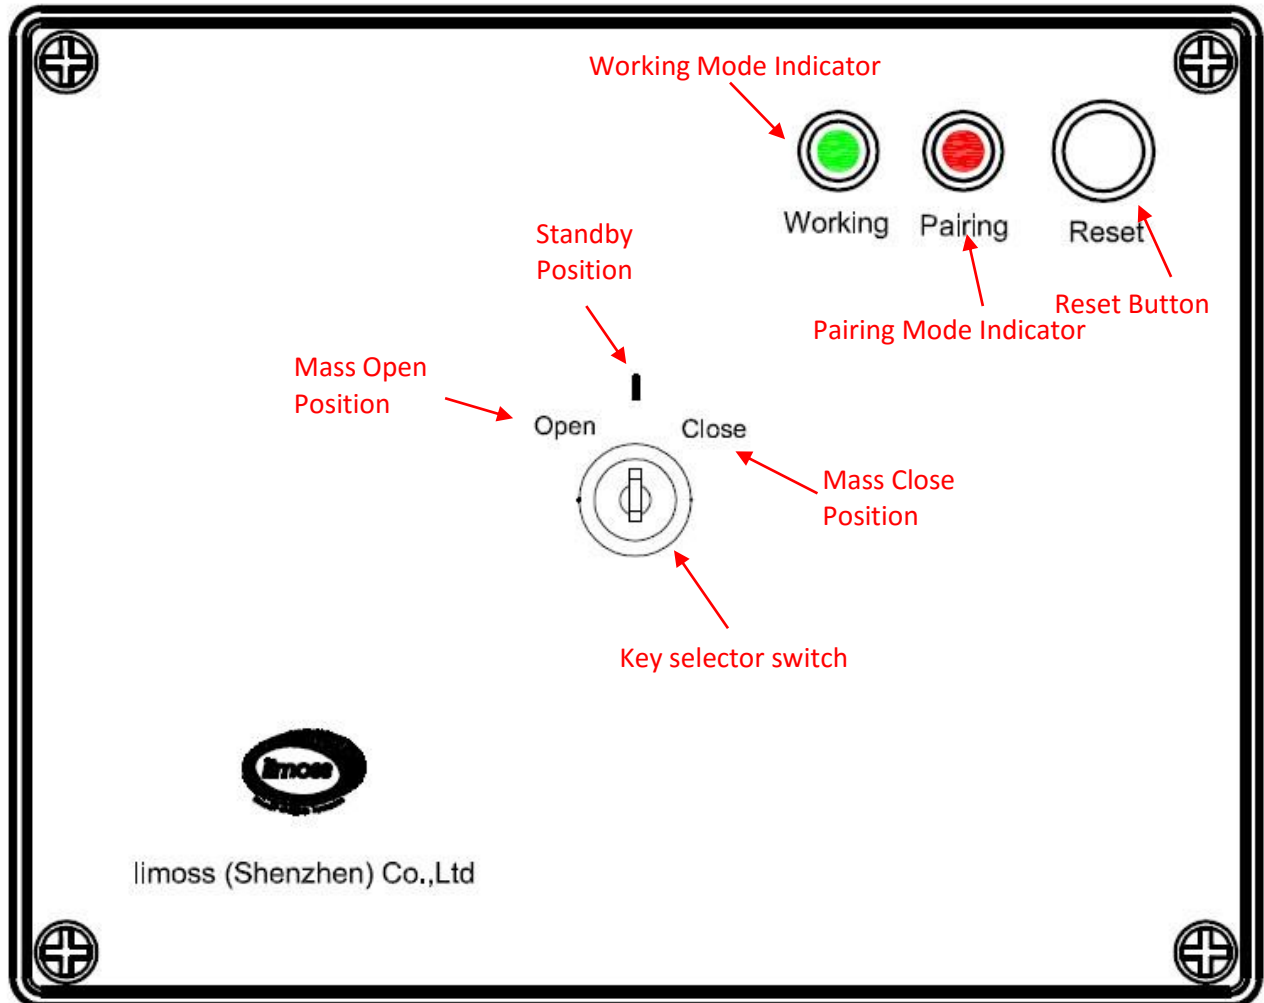 Working Mode Indicator
Working
Pairing
Reset
Standby
Position
Reset Button
Pairing Mode Indicator
Mass Open
Position
Open
Close
Mass Close
Position
Key selector switch
limoss
limoss (Shenzhen) Co.,Ltd